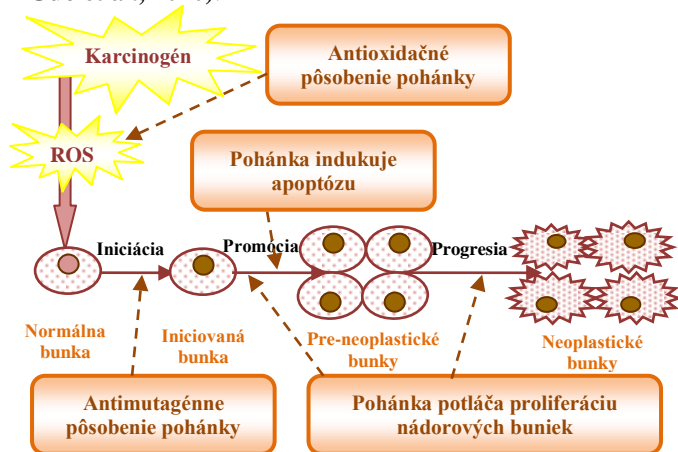 Karcinogén
Antioxidačné
pôsobenie pohánky
ROS
Pohánka indukuje
apoptózu
Iniciácia
Promócia
Progresia
Normálna
bunka
Iniciovaná
bunka
Pre-neoplastické
bunky
Neoplastické
bunky
Antimutagénne
pôsobenie pohánky
Pohánka potláča proliferáciu
nádorových buniek